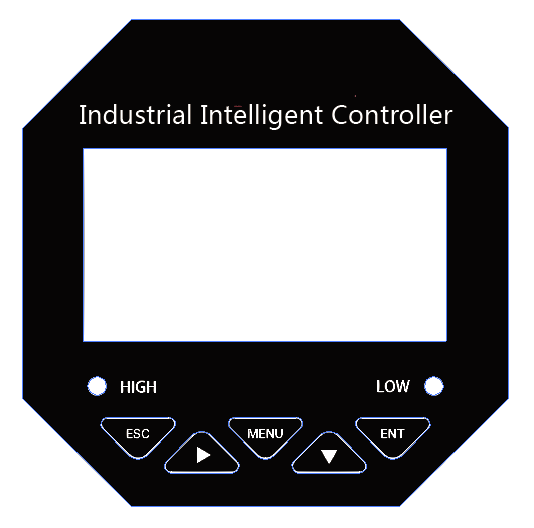 Industrial Intelligent Controller
HIGH
LOW
ESC
MENU
ENT